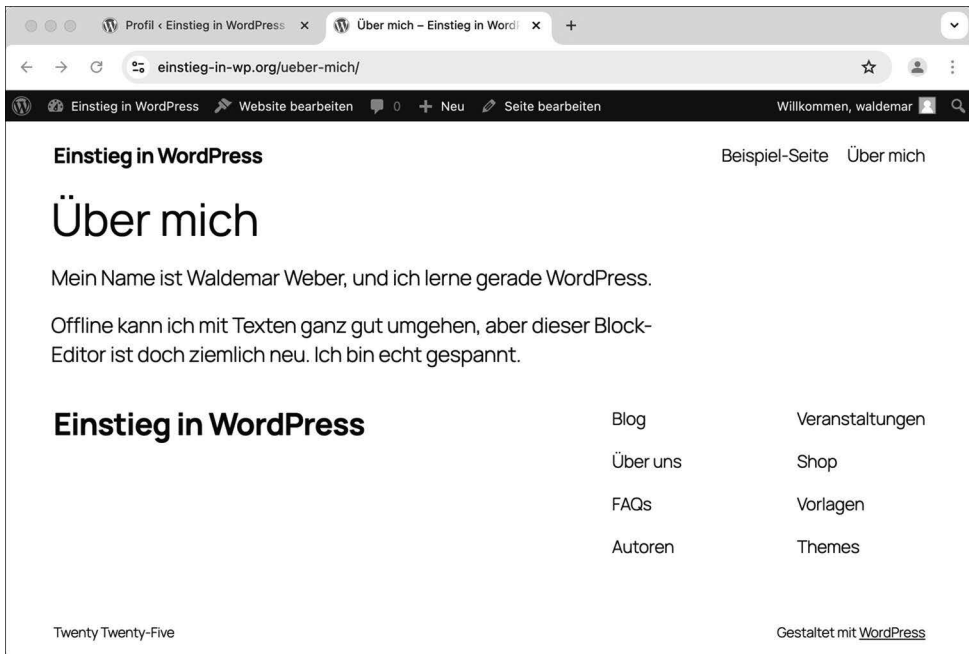 Profil ‹ Einstieg in WordPress
Über mich – Einstieg in Word
einstieg-in-wp.org/ueber-mich/
Einstieg in WordPress Website bearbeiten 0 Neu Seite bearbeiten Willkommen, waldemar
Einstieg in WordPress Beispiel-Seite Über mich
Über mich
Mein Name ist Waldemar Weber, und ich lerne gerade WordPress.
Offline kann ich mit Texten ganz gut umgehen, aber dieser Block-
Editor ist doch ziemlich neu. Ich bin echt gespannt.
Einstieg in WordPress
Blog Veranstaltungen
Über uns Shop
FAQs Vorlagen
Autoren Themes
Twenty Twenty-Five Gestaltet mit WordPress